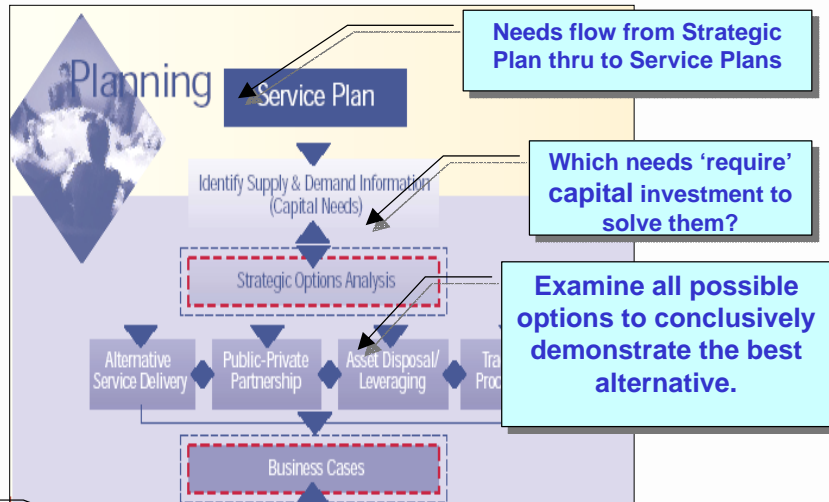 Planning
Service Plan
Needs flow from Strategic
Plan thru to Service Plans
Identify Supply & Demand Information
(Capital Needs)
Which needs ‘require’
capital investment to
solve them?
Strategic Options Analysis
Examine all possible
options to conclusively
demonstrate the best
alternative.
Alternative
Service Delivery
Public-Private
Partnership
Asset Disposal/
Leveraging
Business Cases